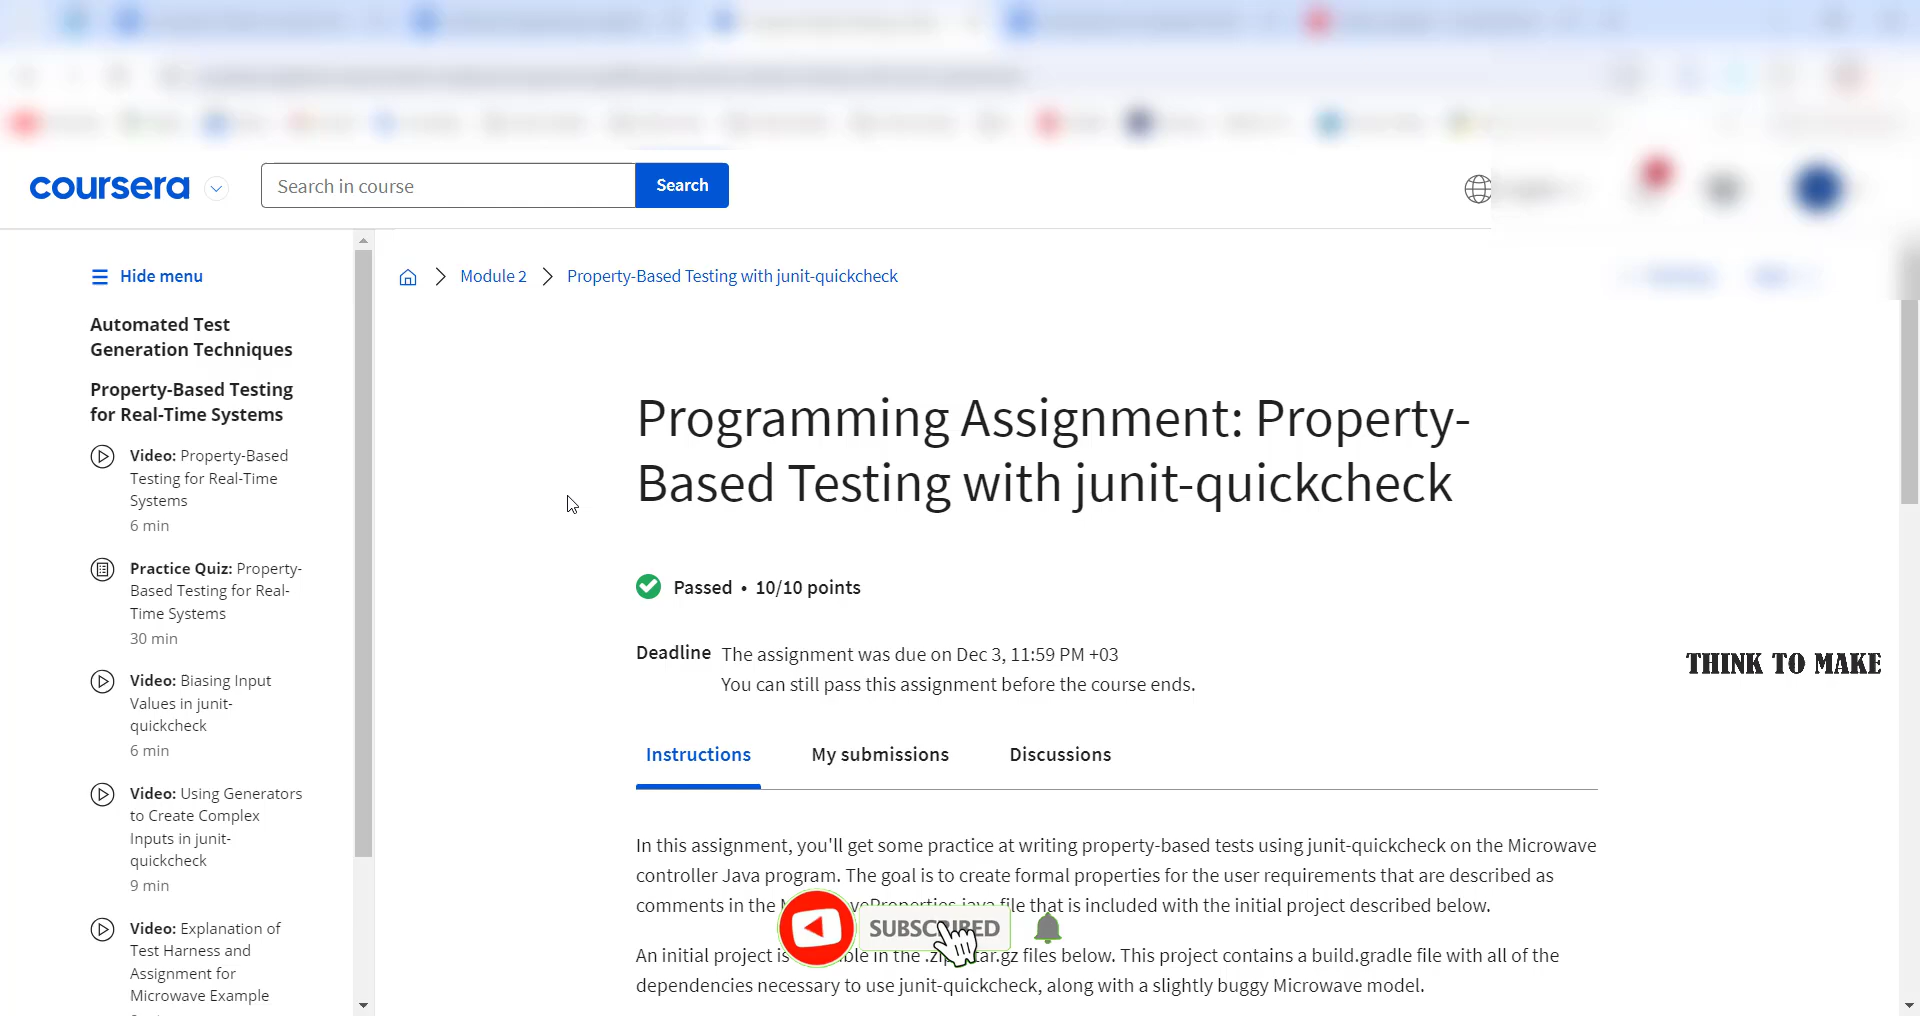 coursera
Search in course
Search
Hide menu
Module 2
Property-Based Testing with junit-quickcheck
Automated Test
Generation Techniques
Property-Based Testing
for Real-Time Systems
Video: Property-Based
Testing for Real-Time
Systems
6 min
Practice Quiz: Property-
Based Testing for Real-
Time Systems
30 min
Video: Biasing Input
Values in junit-
quickcheck
6 min
Video: Using Generators
to Create Complex
Inputs in junit-
quickcheck
9 min
Video: Explanation of
Test Harness and
Assignment for
Microwave Example
Programming Assignment: Property-
Based Testing with junit-quickcheck
Passed • 10/10 points
Deadline The assignment was due on Dec 3, 11:59 PM +03
You can still pass this assignment before the course ends.
THINK TO MAKE
Instructions
My submissions
Discussions
In this assignment, you'll get some practice at writing property-based tests using junit-quickcheck on the Microwave
controller Java program. The goal is to create formal properties for the user requirements that are described as
comments in the file that is included with the initial project described below.
SUBSCRIBED
An initial project is in the files below. This project contains a build.gradle file with all of the
dependencies necessary to use junit-quickcheck, along with a slightly buggy Microwave model.